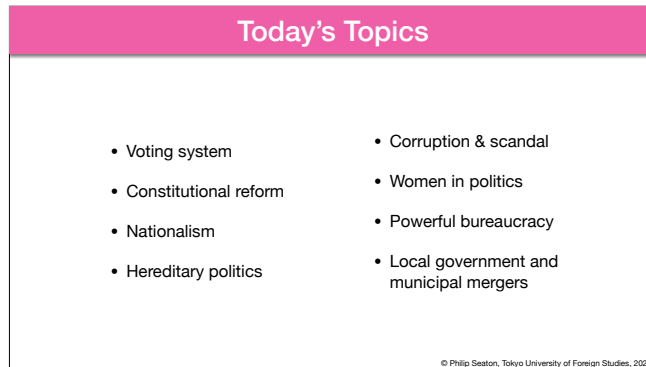 Today's Topics
• Voting system
• Constitutional reform
• Nationalism
• Hereditary politics
• Corruption & scandal
• Women in politics
• Powerful bureaucracy
• Local government and
municipal mergers
© Philip Seaton, Tokyo University of Foreign Studies, 202